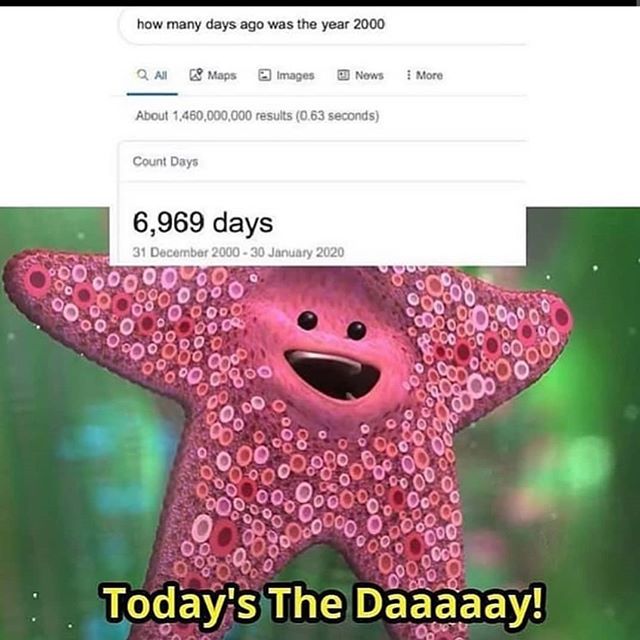 how many days ago was the year 2000
All Maps Images News More
About 1,460,000,000 results (0.63 seconds)
Count Days
6,969 days
31 December 2000 - 30 January 2020
Today's The Daaaaay!